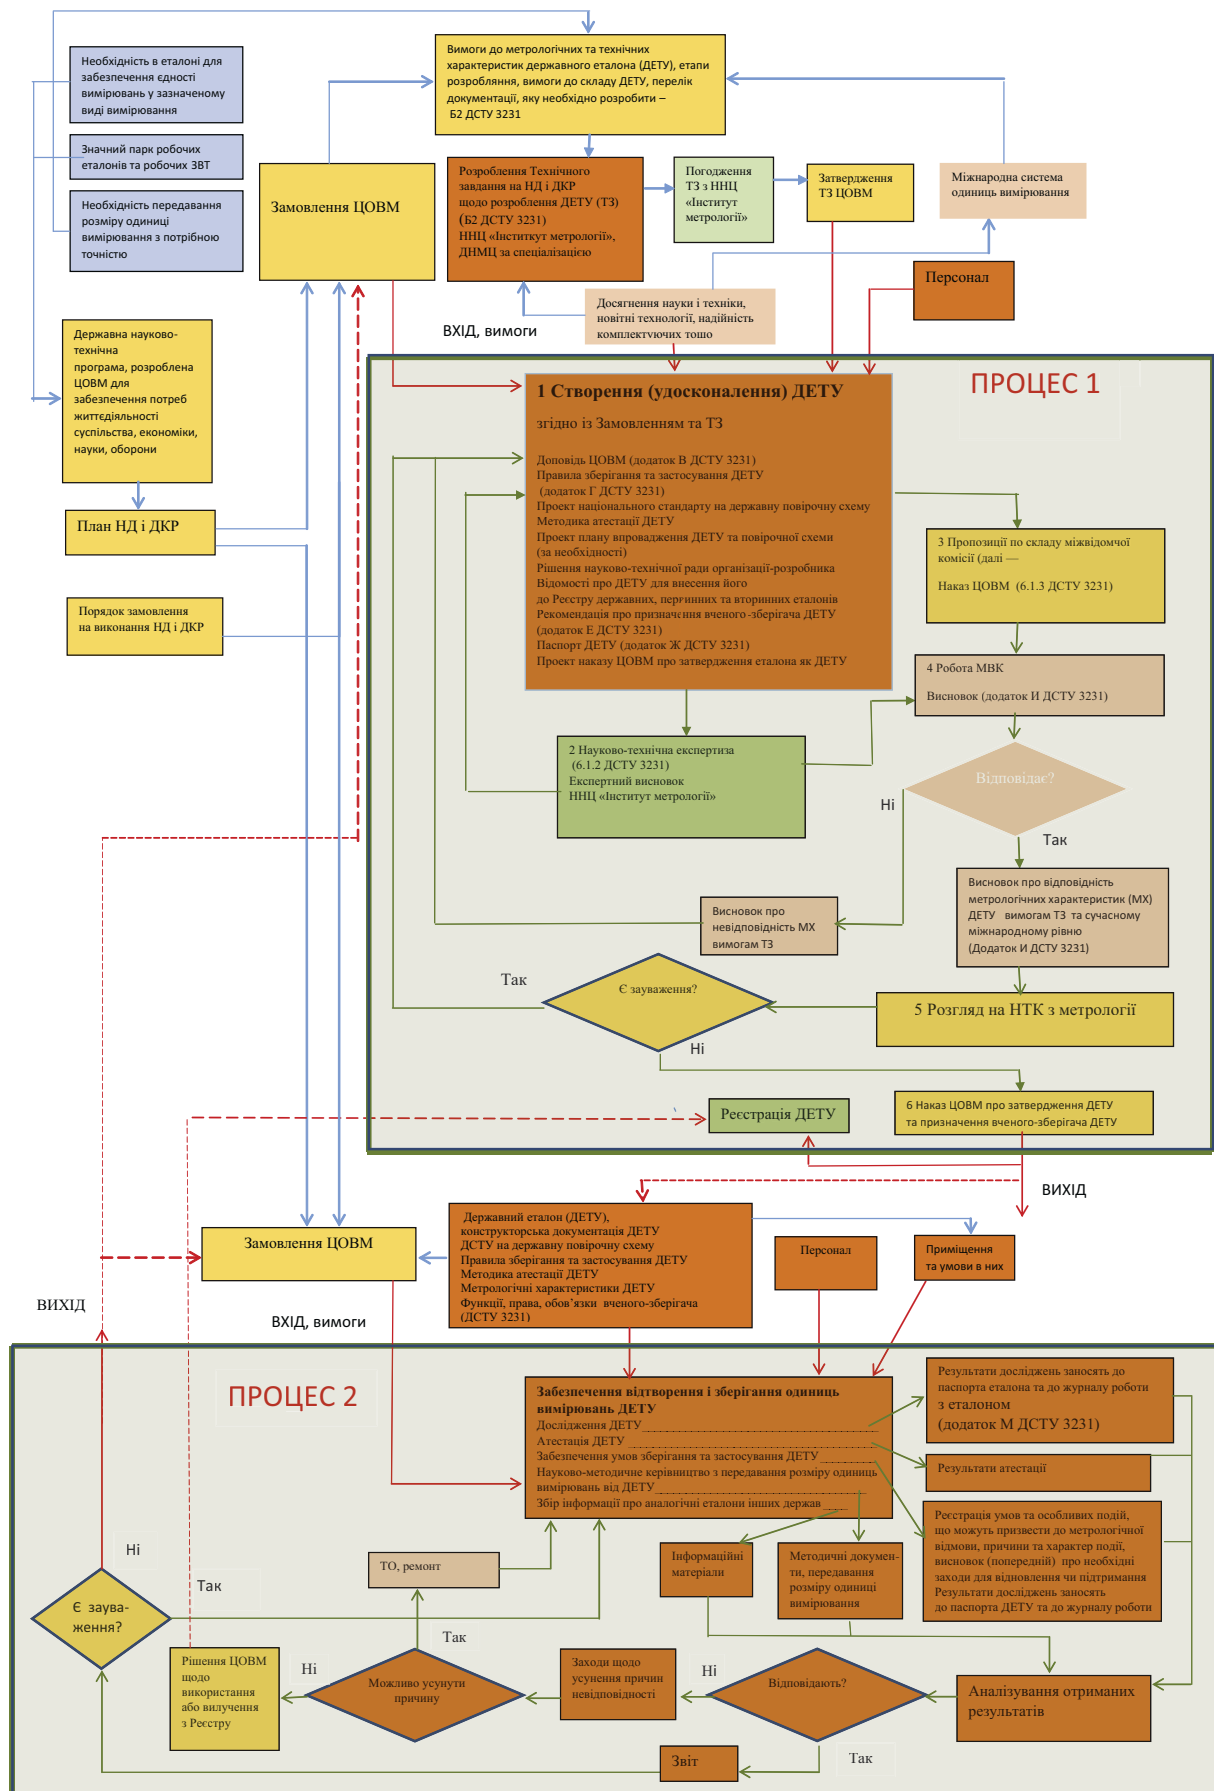 Необхідність в еталоні для
забезпечення єдності
вимірювань у зазначеному
виді вимірювання
Значний парк робочих
еталонів та робочих ЗВТ
Необхідність передавання
розміру одиниці
вимірювання з потрібною
точністю
Вимоги до метрологічних та технічних
характеристик державного еталона (ДЕТУ), етапи
розробляння, вимоги до складу ДЕТУ, перелік
документації, яку необхідно розробити –
Б2 ДСТУ 3231
Замовлення ЦОВМ
Розроблення Технічного
завдання на НД і ДКР
щодо розроблення ДЕТУ (ТЗ)
(Б2 ДСТУ 3231)
ННЦ «Інституткут метрології»,
ДНМЦ за спеціалізацією
Погодження
ТЗ з ННЦ
«Інститут
метрології»
Затвердження
ТЗ ЦОВМ
Міжнародна система
одиниць вимірювання
Персонал
Досягнення науки і техніки,
новітні технології, надійність
комплектуючих тошо
ВХІД, вимоги
Державна науково-
технічна
програма, розроблена
ЦОВМ для
забезпечення потреб
життєдіяльності
суспільства, економіки,
науки, оборони
План НД і ДКР
Порядок замовлення
на виконання НД і ДКР
ПРОЦЕС 1
1 Створення (удосконалення) ДЕТУ
згідно із Замовленням та ТЗ
Доповідь ЦОВМ (додаток В ДСТУ 3231)
Правила зберігання та застосування ДЕТУ
(додаток Г ДСТУ 3231)
Проект національного стандарту на державну повірочну схему
Методика атестації ДЕТУ
Проект плану впровадження ДЕТУ та повірочної схеми
(за необхідності)
Рішення науково-технічної ради організації-розробника
Відомості про ДЕТУ для внесення його
до Реєстру державних, первинних та вторинних еталонів
Рекомендація про призначення вченого-зберігача ДЕТУ
(додаток Е ДСТУ 3231)
Паспорт ДЕТУ (додаток Ж ДСТУ 3231)
Проект наказу ЦОВМ про затвердження еталона як ДЕТУ
3 Пропозиції по складу міжвідомчої
комісії (далі —
Наказ ЦОВМ (6.1.3 ДСТУ 3231)
4 Робота МВК
Висновок (додаток И ДСТУ 3231)
2 Науково-технічна експертиза
(6.1.2 ДСТУ 3231)
Експертний висновок
ННЦ «Інститут метрології»
Відповідає?
Ні
Так
Висновок про відповідність
метрологічних характеристик (МХ)
ДЕТУ вимогам ТЗ та сучасному
міжнародному рівню
(Додаток И ДСТУ 3231)
Висновок про
невідповідність МХ
вимогам ТЗ
Так
Є зауваження?
5 Розгляд на НТК з метрології
Ні
Реєстрація ДЕТУ
6 Наказ ЦОВМ про затвердження ДЕТУ
та призначення вченого-зберігача ДЕТУ
ВИХІД
Замовлення ЦОВМ
Державний еталон (ДЕТУ),
конструкторська документація ДЕТУ
ДСТУ на державну повірочну схему
Правила зберігання та застосування ДЕТУ
Методика атестації ДЕТУ
Метрологічні характеристики ДЕТУ
Функції, права, обов’язки вченого-зберігача
(ДСТУ 3231)
Персонал
Приміщення
та умови в них
ВИХІД
ВХІД, вимоги
ПРОЦЕС 2
Забезпечення відтворення і зберігання одиниць
вимірювань ДЕТУ
Дослідження ДЕТУ
Атестація ДЕТУ
Забезпечення умов зберігання та застосування ДЕТУ
Науково-методичне керівництво з передавання розміру одиниць
вимірювань від ДЕТУ
Збір інформації про аналогічні еталони інших держав
Результати досліджень заносять до
паспорта еталона та до журналу роботи
з еталоном
(додаток М ДСТУ 3231)
Результати атестації
Реєстрація умов та особливих подій,
що можуть призвести до метрологічної
відмови, причини та характер події,
висновок (попередній) про необхідні
заходи для відновлення чи підтримання
Результати досліджень заносять
до паспорта ДЕТУ та до журналу роботи
Ні
ТО, ремонт
Інформаційні
матеріали
Методичні докумен-
ти, передавання
розміру одиниці
вимірювання
Так
Є заува-
ження?
Так
Рішення ЦОВМ
щодо
використання
або вилучення
з Реєстру
Ні
Можливо усунути
причину
Заходи щодо
усунення причин
невідповідності
Ні
Відповідають?
Аналізування отриманих
результатів
Звіт
Так